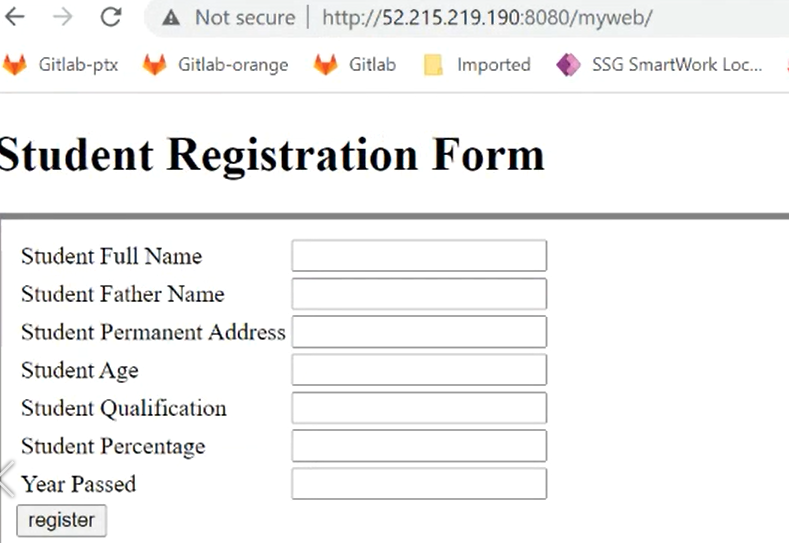 Not secure | http://52.215.219.190:8080/myweb/
Gitlab-ptx Gitlab-orange Gitlab Imported SSG SmartWork Loc...
Student Registration Form
Student Full Name
Student Father Name
Student Permanent Address
Student Age
Student Qualification
Student Percentage
Year Passed
register